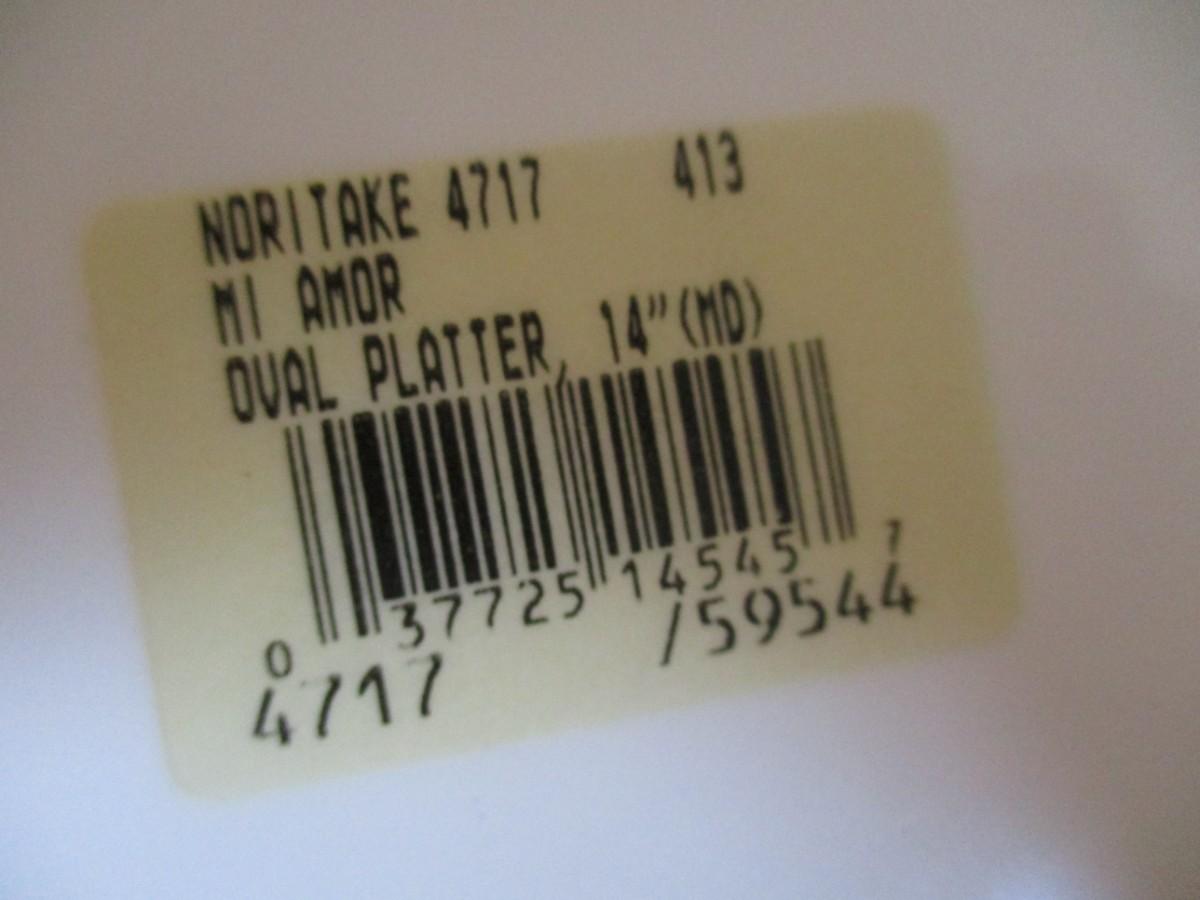 NORITAKE 4717 413
MI AMOR
OVAL PLATTER, 14"(MD)
0 37725 14545 7
4717 /59544